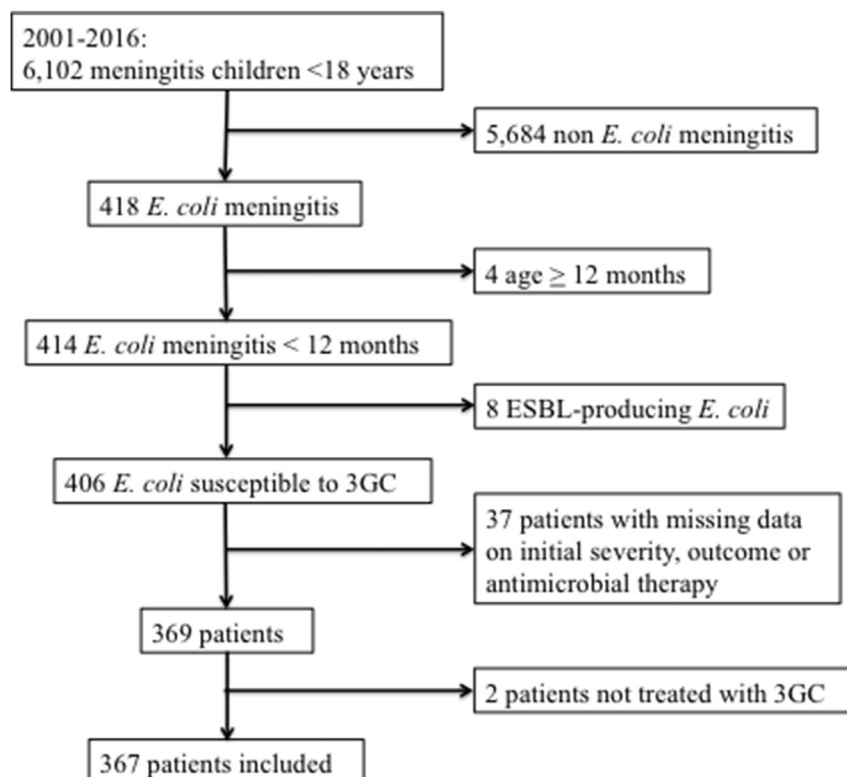 2001-2016:
6,102 meningitis children <18 years
5,684 non E. coli meningitis
418 E. coli meningitis
4 age ≥ 12 months
414 E. coli meningitis < 12 months
8 ESBL-producing E. coli
406 E. coli susceptible to 3GC
37 patients with missing data
on initial severity, outcome or
antimicrobial therapy
369 patients
2 patients not treated with 3GC
367 patients included